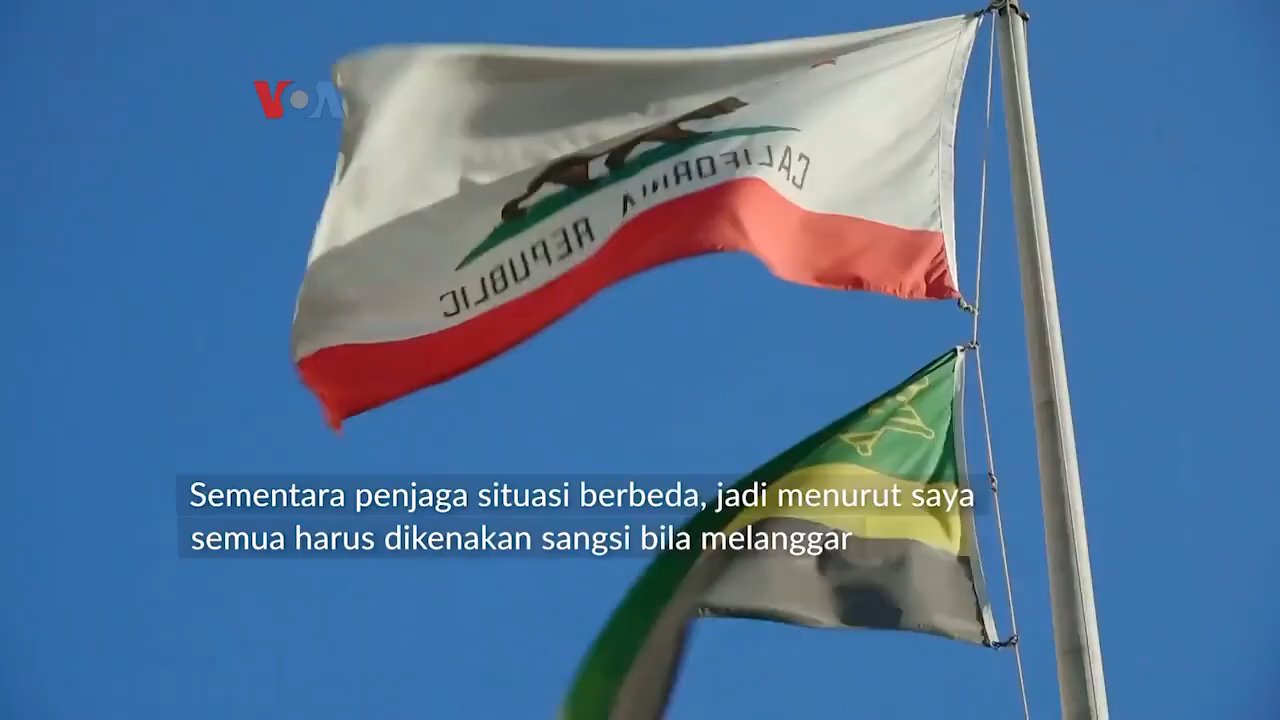 VOA
CALIFORNIA REPUBLIC
Sementara penjaga situasi berbeda, jadi menurut saya
semua harus dikenakan sangsi bila melanggar